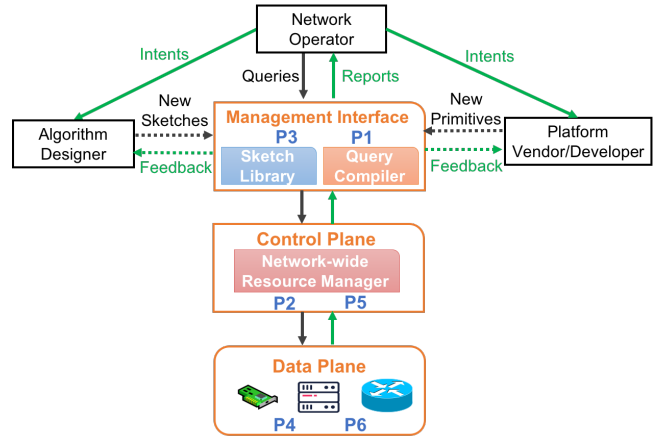 Network
Operator
Intents
Intents
Queries
Reports
New
Sketches
New
Primitives
Management Interface
P3
P1
Algorithm
Designer
Platform
Vendor/Developer
Sketch
Library
Query
Compiler
Feedback
Feedback
Control Plane
Network-wide
Resource Manager
P2
P5
Data Plane
P4
P6